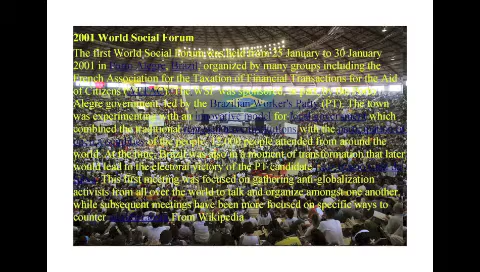 2001 World Social Forum
The first World Social Forum was held from 25 January to 30 January
2001 in Porto Alegre, Brazil, organized by many groups including the
French Association for the Taxation of Financial Transactions for the Aid
of Citizens (ATTAC). The WSF was sponsored, in part, by the Porto
Alegre government, led by the Brazilian Worker's Party (PT). The town
was experimenting with an innovative model for which
combined the traditional representative institutions with the
of the people. 12,000 people attended from around the
world. At the time, Brazil was also in a moment of transformation that later
would lead to the electoral victory of the PT candidate
This first meeting was focused on gathering anti-globalization
activists from all over the world to talk and organize amongst one another,
while subsequent meetings have been more focused on specific ways to
counter From Wikipedia